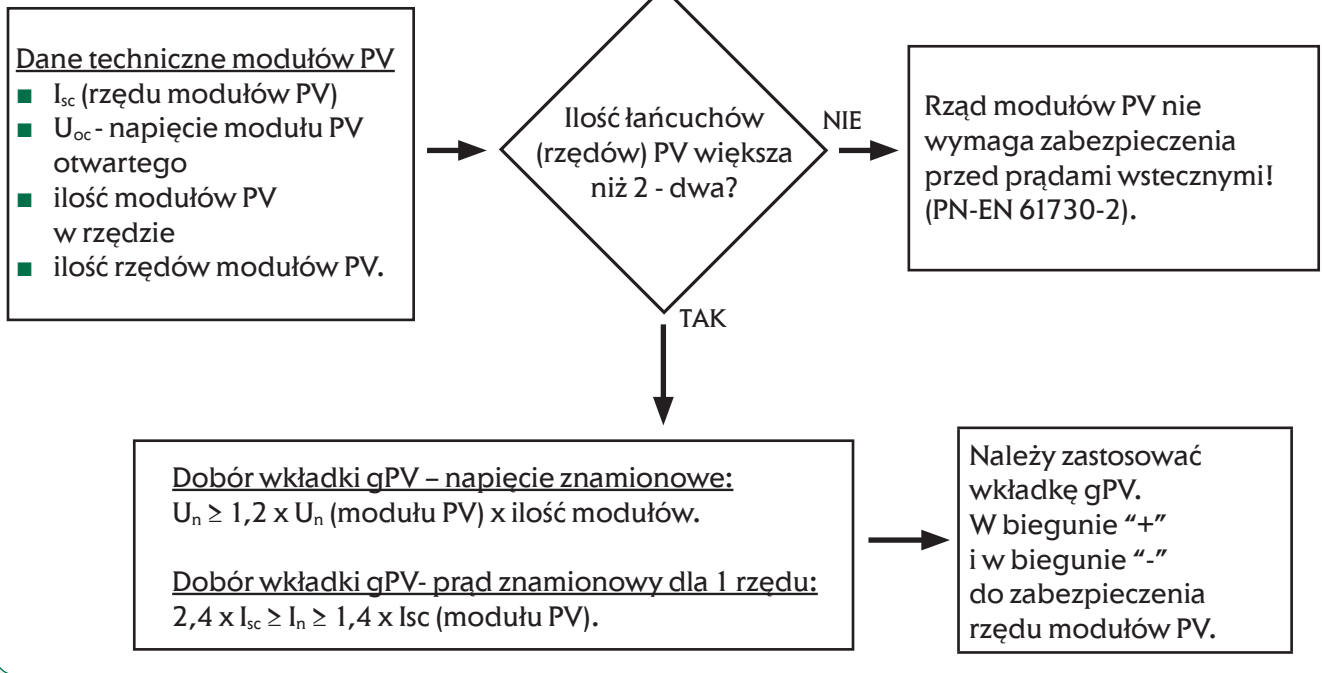 Dane techniczne modułów PV
■ Isc (rzędu modułów PV)
■ Uoc - napięcie modułu PV
otwartego
■ ilość modułów PV
w rzędzie
■ ilość rzędów modułów PV.
Ilość łańcuchów
(rzędów) PV większa
niż 2 - dwa?
NIE
Rząd modułów PV nie
wymaga zabezpieczenia
przed prądami wstecznymi!
(PN-EN 61730-2).
TAK
Dobór wkładki gPV – napięcie znamionowe:
Un ≥ 1,2 x Un (modułu PV) x ilość modułów.
Dobór wkładki gPV- prąd znamionowy dla 1 rzędu:
2,4 x Isc ≥ In ≥ 1,4 x Isc (modułu PV).
Należy zastosować
wkładkę gPV.
W biegunie “+”
i w biegunie “-”
do zabezpieczenia
rzędu modułów PV.